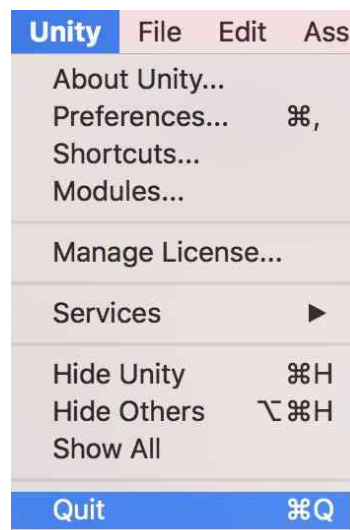 Unity File Edit Ass
About Unity...
Preferences... ⌘,
Shortcuts...
Modules...
Manage License...
Services ▶
Hide Unity ⌘H
Hide Others ⌥⌘H
Show All
Quit ⌘Q